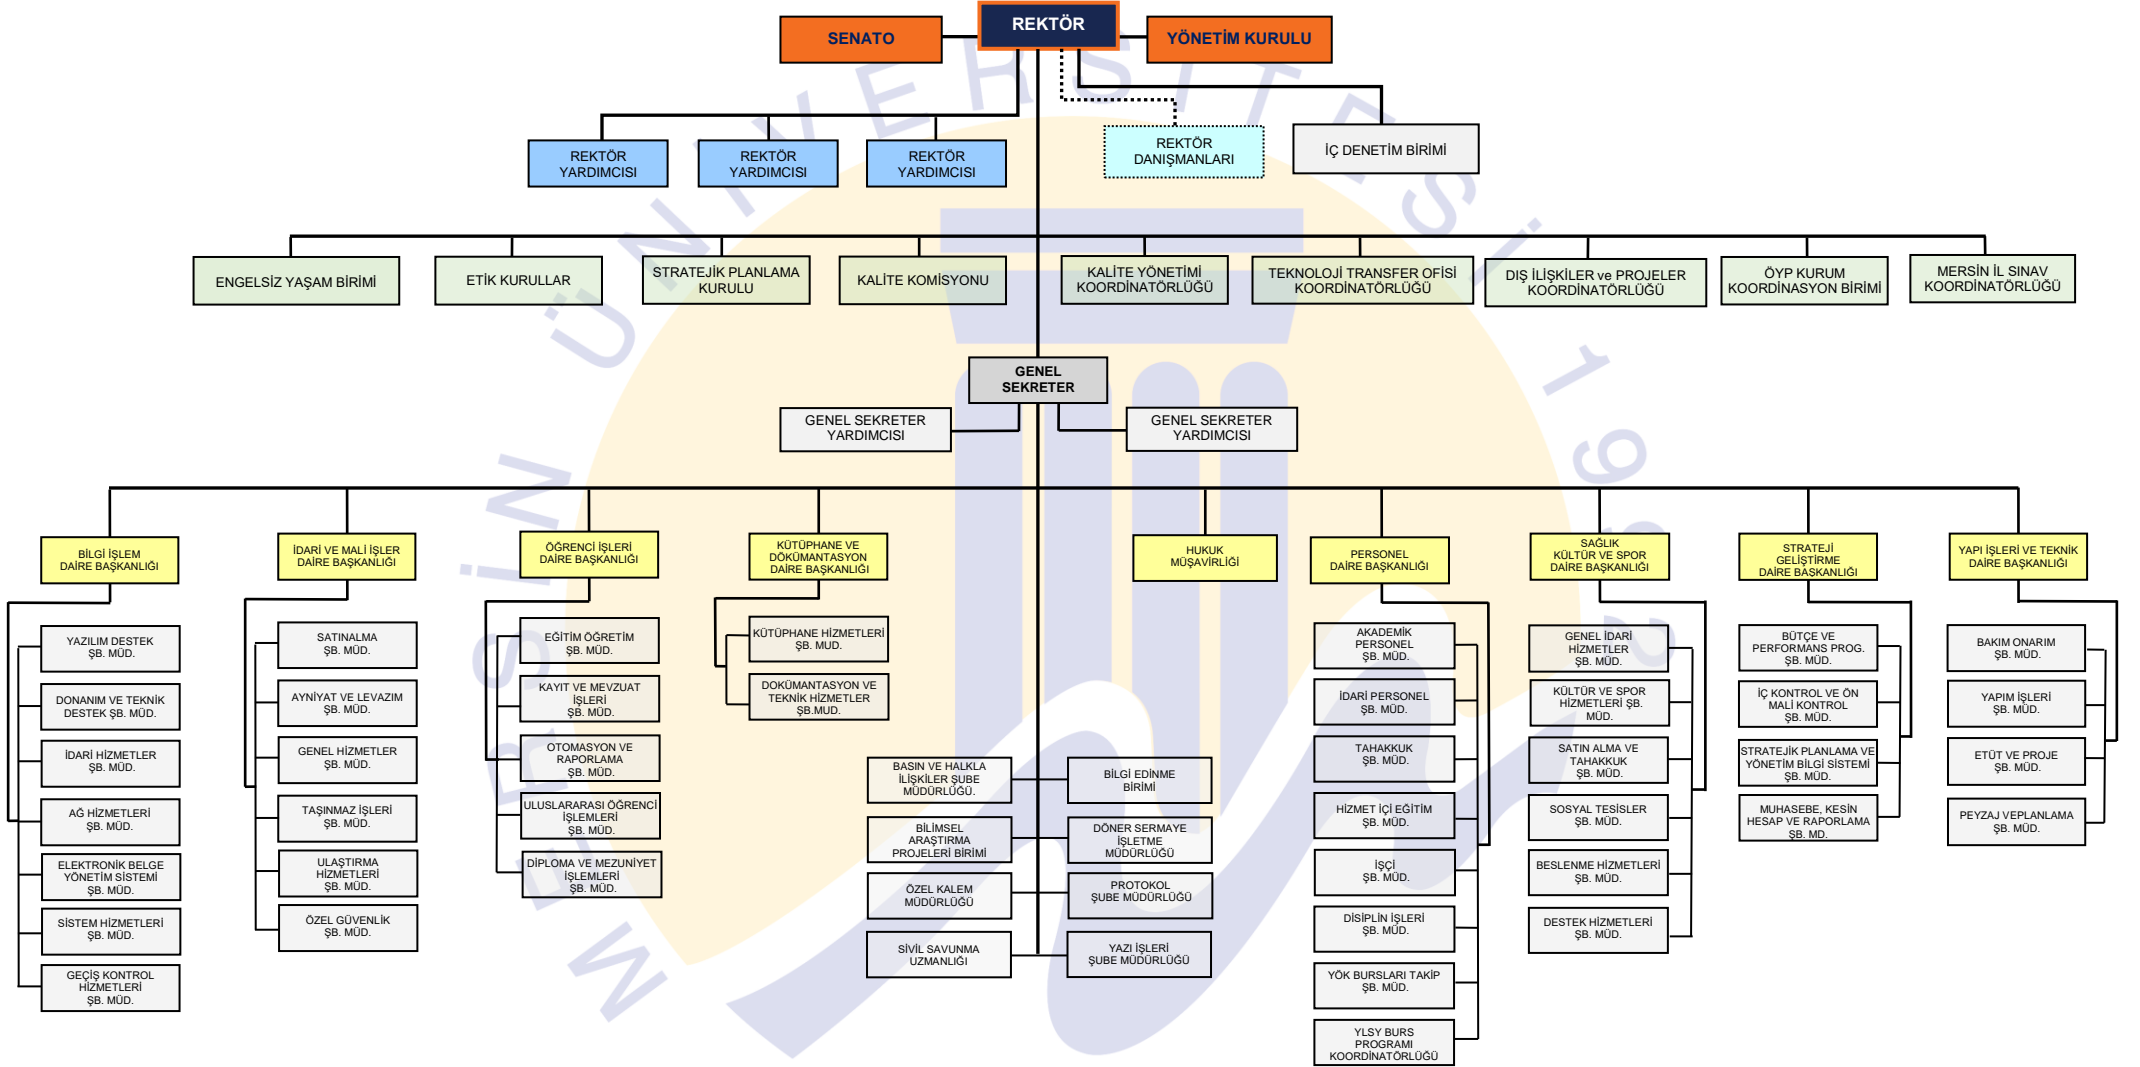 REKTÖR
SENATO
YÖNETİM KURULU
REKTÖR
YARDIMCISI
REKTÖR
YARDIMCISI
REKTÖR
YARDIMCISI
REKTÖR
DANIŞMANLARI
İÇ DENETİM BİRİMİ
ENGELSİZ YAŞAM BİRİMİ
ETİK KURULLAR
STRATEJİK PLANLAMA
KURULU
KALİTE KOMİSYONU
KALİTE YÖNETİMİ
KOORDİNATÖRLÜĞÜ
TEKNOLOJİ TRANSFER OFİSİ
KOORDİNATÖRLÜĞÜ
DIŞ İLİŞKİLER ve PROJELER
KOORDİNATÖRLÜĞÜ
ÖYP KURUM
KOORDİNASYON BİRİMİ
MERSİN İL SINAV
KOORDİNATÖRLÜĞÜ
GENEL
SEKRETER
GENEL SEKRETER
YARDIMCISI
GENEL SEKRETER
YARDIMCISI
BİLGİ İŞLEM
DAİRE BAŞKANLIĞI
YAZILIM DESTEK
ŞB. MÜD.
DONANIM VE TEKNİK
DESTEK ŞB. MÜD.
İDARİ HİZMETLER
ŞB. MÜD.
AĞ HİZMETLERİ
ŞB. MÜD.
ELEKTRONİK BELGE
YÖNETİM SİSTEMİ
ŞB. MÜD.
SİSTEM HİZMETLERİ
ŞB. MÜD.
GEÇİŞ KONTROL
HİZMETLERİ
ŞB. MÜD.
İDARİ VE MALİ İŞLER
DAİRE BAŞKANLIĞI
SATINALMA
ŞB. MÜD.
AYNİYAT VE LEVAZIM
ŞB. MÜD.
GENEL HİZMETLER
ŞB. MÜD.
TAŞINMAZ İŞLERİ
ŞB. MÜD.
ULAŞTIRMA
HİZMETLERİ
ŞB. MÜD.
ÖZEL GÜVENLİK
ŞB. MÜD.
ÖĞRENCİ İŞLERİ
DAİRE BAŞKANLIĞI
EĞİTİM ÖĞRETİM
ŞB. MÜD.
KAYIT VE MEVZUAT
İŞLERİ
ŞB. MÜD.
OTOMASYON VE
RAPORLAMA
ŞB. MÜD.
ULUSLARARASI ÖĞRENCİ
İŞLEMLERİ
ŞB. MÜD.
DİPLOMA VE MEZUNİYET
İŞLEMLERİ
ŞB. MÜD.
KÜTÜPHANE VE
DÖKÜMANTASYON
DAİRE BAŞKANLIĞI
KÜTÜPHANE HİZMETLERİ
ŞB. MUD.
DOKÜMANTASYON VE
TEKNİK HİZMETLER
ŞB.MUD.
HUKUK
MÜŞAVİRLİĞİ
BASIN VE HALKLA
İLİŞKİLER ŞUBE
MÜDÜRLÜĞÜ.
BİLGİ EDİNME
BİRİMİ
BİLİMSEL
ARAŞTIRMA
PROJELERİ BİRİMİ
DÖNER SERMAYE
İŞLETME
MÜDÜRLÜĞÜ
ÖZEL KALEM
MÜDÜRLÜĞÜ
PROTOKOL
ŞUBE MÜDÜRLÜĞÜ
SİVİL SAVUNMA
UZMANLIĞI
YAZI İŞLERİ
ŞUBE MÜDÜRLÜĞÜ
PERSONEL
DAİRE BAŞKANLIĞI
AKADEMİK
PERSONEL
ŞB. MÜD.
İDARİ PERSONEL
ŞB. MÜD.
TAHAKKUK
ŞB. MÜD.
HİZMET İÇİ EĞİTİM
ŞB. MÜD.
İŞÇİ
ŞB. MÜD.
DİSİPLİN İŞLERİ
ŞB. MÜD.
YÖK BURSLARI TAKİP
ŞB. MÜD.
YLSY BURS
PROGRAMI
KOORDİNATÖRLÜĞÜ
SAĞLIK
KÜLTÜR VE SPOR
DAİRE BAŞKANLIĞI
GENEL İDARİ
HİZMETLER
ŞB. MÜD.
KÜLTÜR VE SPOR
HİZMETLERİ ŞB.
MÜD.
SATIN ALMA VE
TAHAKKUK
ŞB. MÜD.
SOSYAL TESİSLER
ŞB. MÜD.
BESLENME HİZMETLERİ
ŞB. MÜD.
DESTEK HİZMETLERİ
ŞB. MÜD.
STRATEJİ
GELİŞTİRME
DAİRE BAŞKANLIĞI
BÜTÇE VE
PERFORMANS PROG.
ŞB. MÜD.
İÇ KONTROL VE ÖN
MALİ KONTROL
ŞB. MÜD.
STRATEJİK PLANLAMA VE
YÖNETİM BİLGİ SİSTEMİ
ŞB. MÜD.
MUHASEBE, KESİN
HESAP VE RAPORLAMA
ŞB. MD.
YAPI İŞLERİ VE TEKNİK
DAİRE BAŞKANLIĞI
BAKIM ONARIM
ŞB. MÜD.
YAPIM İŞLERİ
ŞB. MÜD.
ETÜT VE PROJE
ŞB. MÜD.
PEYZAJ VEPLANLAMA
ŞB. MÜD.
MERSİN ÜNİVERSİTESİ 1992